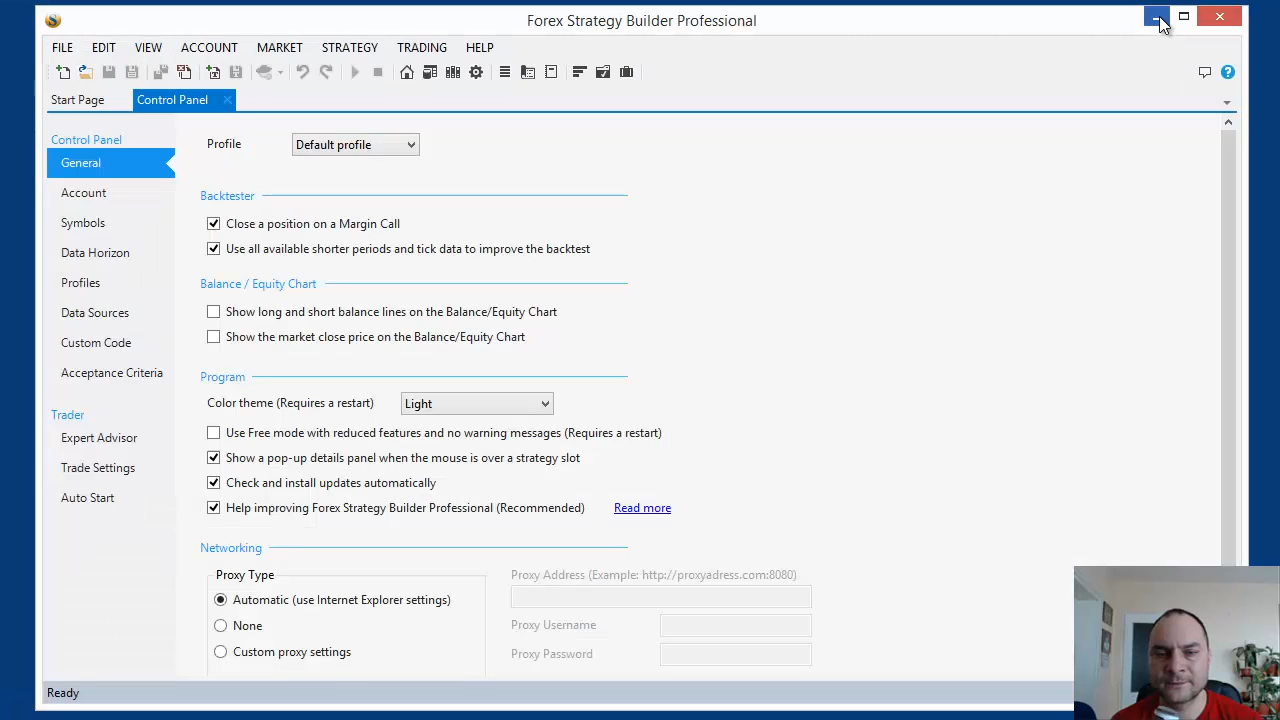 Forex Strategy Builder Professional
FILE EDIT VIEW ACCOUNT MARKET STRATEGY TRADING HELP
Start Page Control Panel
Control Panel
General
Account
Symbols
Data Horizon
Profiles
Data Sources
Custom Code
Acceptance Criteria
Trader
Expert Advisor
Trade Settings
Auto Start
Profile Default profile
Backtester
Close a position on a Margin Call
Use all available shorter periods and tick data to improve the backtest
Balance / Equity Chart
Show long and short balance lines on the Balance/Equity Chart
Show the market close price on the Balance/Equity Chart
Program
Color theme (Requires a restart) Light
Use Free mode with reduced features and no warning messages (Requires a restart)
Show a pop-up details panel when the mouse is over a strategy slot
Check and install updates automatically
Help improving Forex Strategy Builder Professional (Recommended) Read more
Networking
Proxy Type
Automatic (use Internet Explorer settings)
None
Custom proxy settings
Proxy Address (Example: http://proxyadress.com:8080)
Proxy Username
Proxy Password
Ready